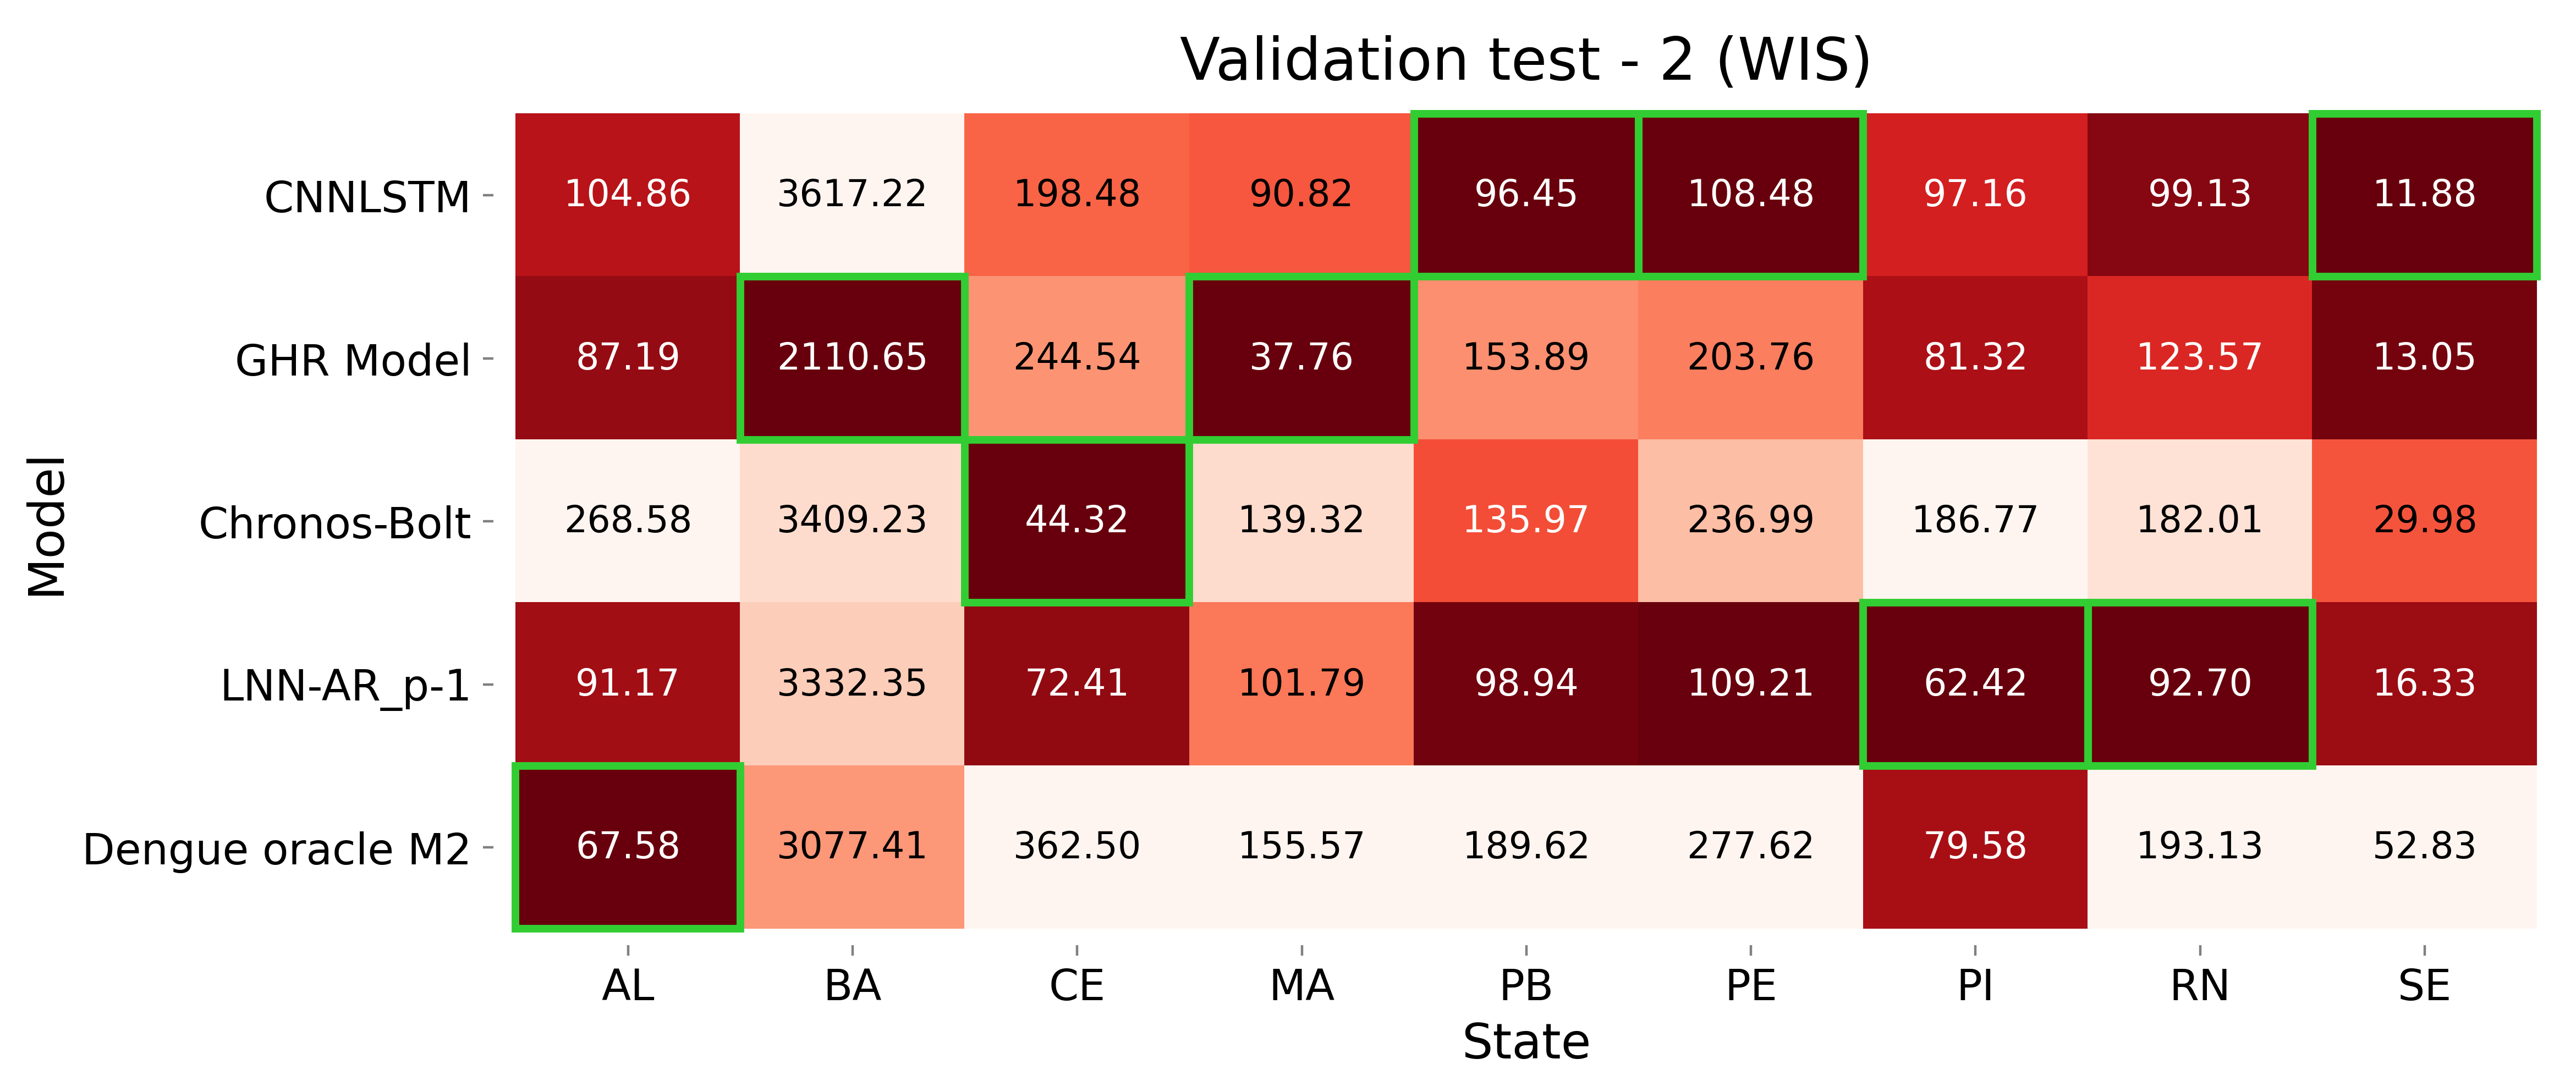 Validation test - 2 (WIS)
Model
CNNLSTM 104.86 3617.22 198.48 90.82 96.45 108.48 97.16 99.13 11.88
GHR Model 87.19 2110.65 244.54 37.76 153.89 203.76 81.32 123.57 13.05
Chronos-Bolt 268.58 3409.23 44.32 139.32 135.97 236.99 186.77 182.01 29.98
LNN-AR_p-1 91.17 3332.35 72.41 101.79 98.94 109.21 62.42 92.70 16.33
Dengue oracle M2 67.58 3077.41 362.50 155.57 189.62 277.62 79.58 193.13 52.83
AL BA CE MA PB PE PI RN SE
State